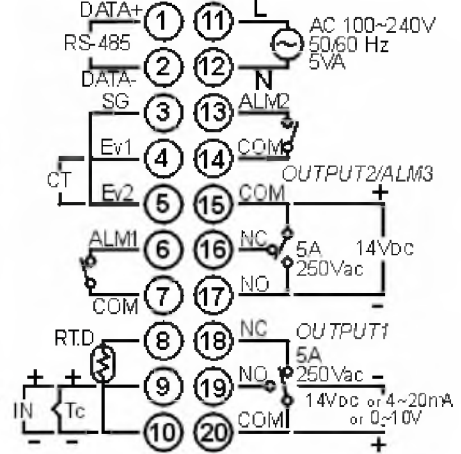 DATA+ 1 11 L
AC 100~240V
RS-485 50/60 Hz
2 12 5VA
DATA- N
SG 3 13 ALM2
Ev1 4 14 COM
CT OUTPUT2/ALM3
Ev2 5 15 COM +
ALM1 6 16 NC 5A 14VDC
250Vac
COM 7 17 NO -
RTD 8 18 NC OUTPUT1
5A
+ + 9 19 NO 250Vac -
IN Tc 14VDC or 4~20mA
or 0~10V
- - 10 20 COM +